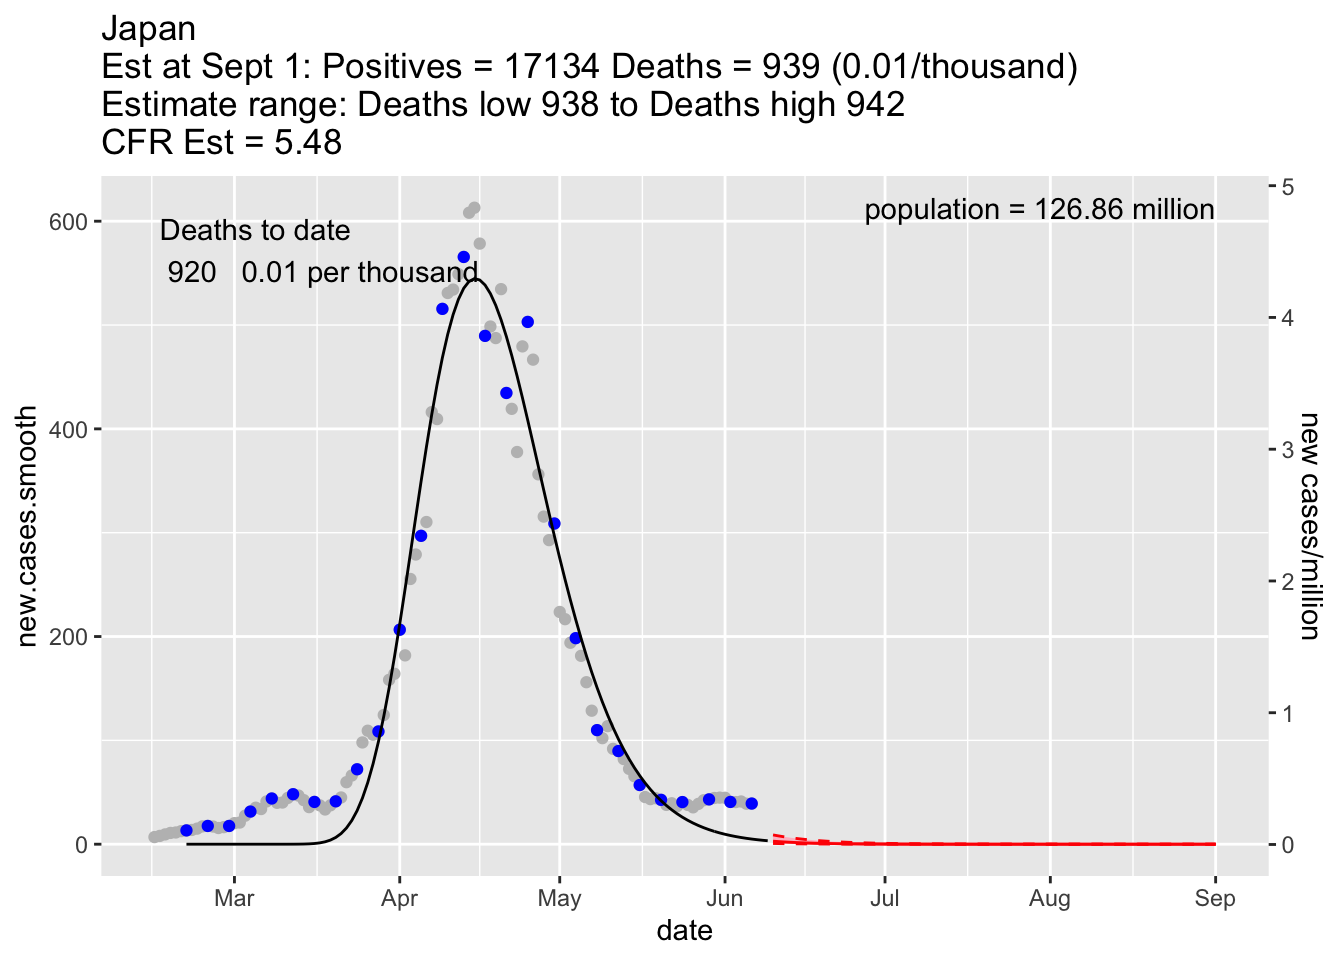 Japan
Est at Sept 1: Positives = 17134 Deaths = 939 (0.01/thousand)
Estimate range: Deaths low 938 to Deaths high 942
CFR Est = 5.48
Deaths to date
920 0.01 per thousand
population = 126.86 million
600
400
200
0
new.cases.smooth
5
4
3
2
1
0
new cases/million
Mar Apr May Jun Jul Aug Sep
date